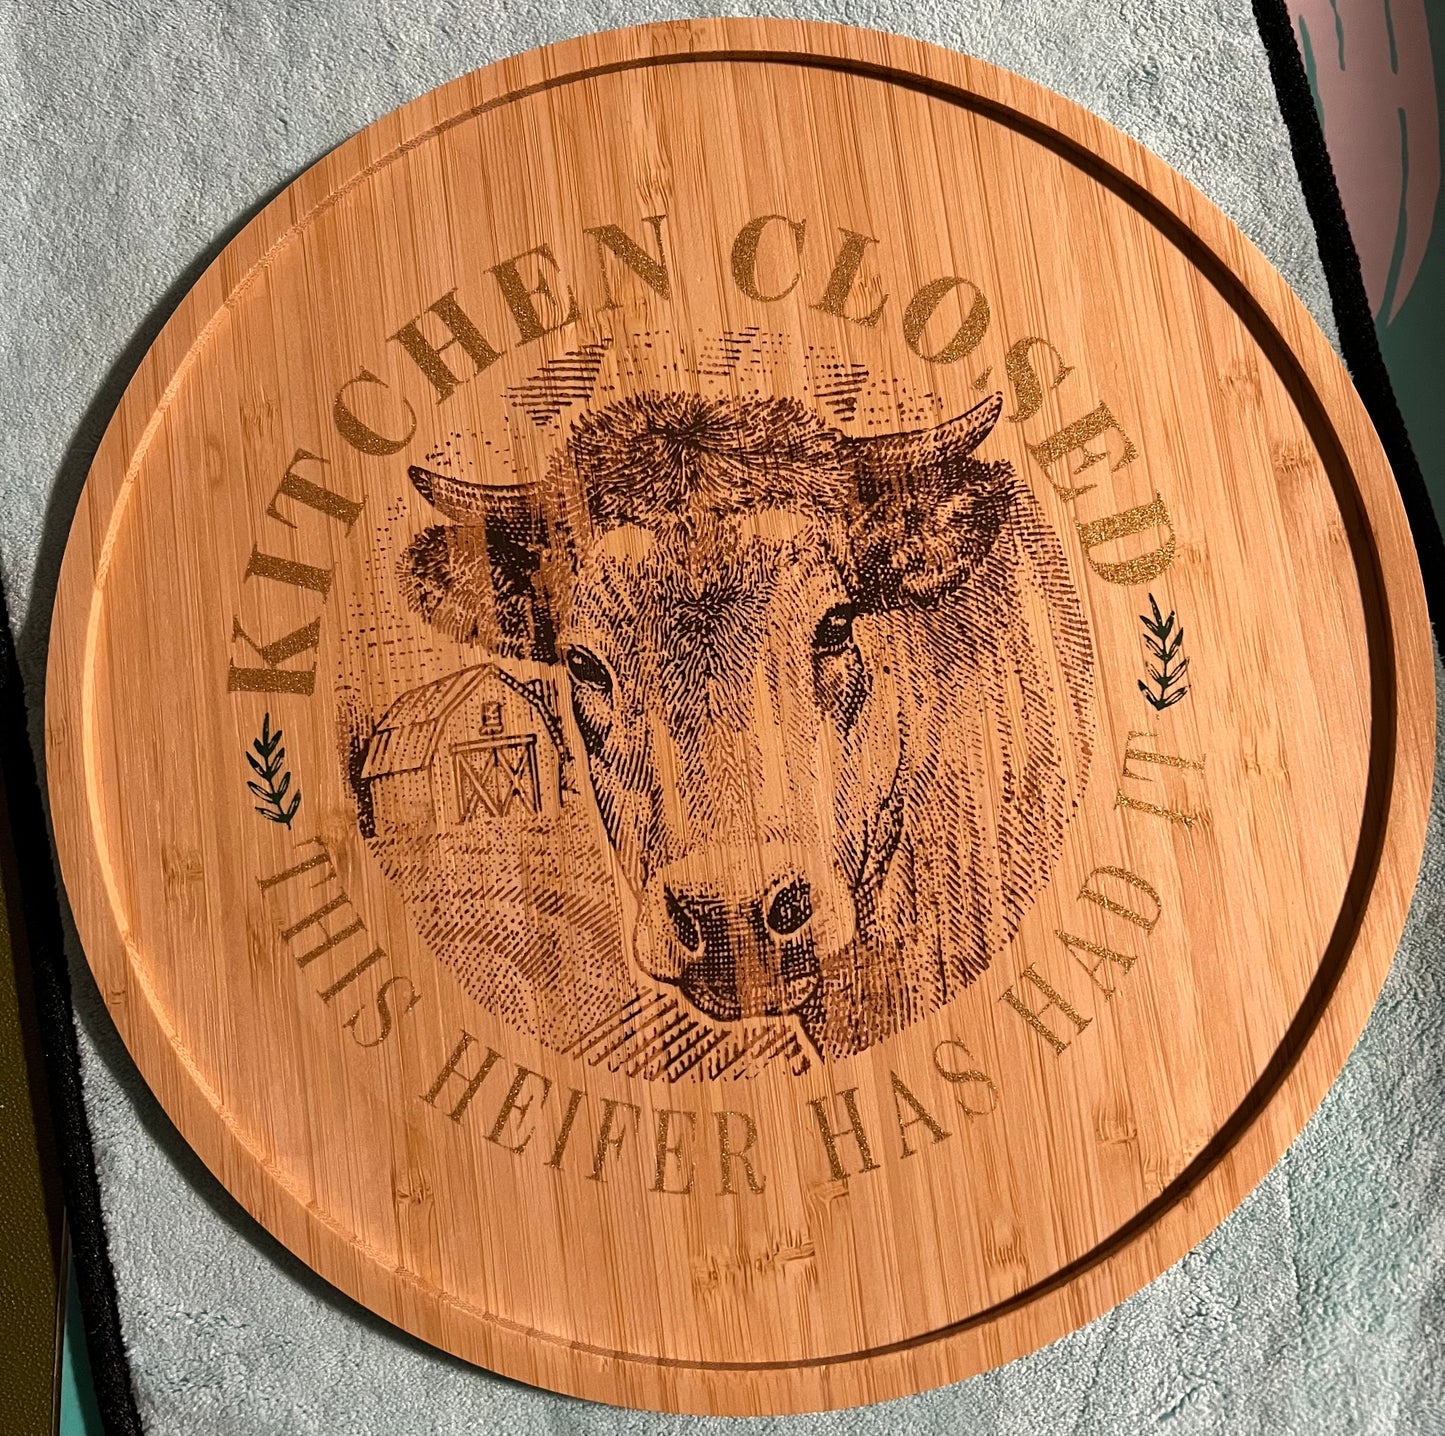 KITCHEN CLOSED
THIS HEIFER HAS HAD IT